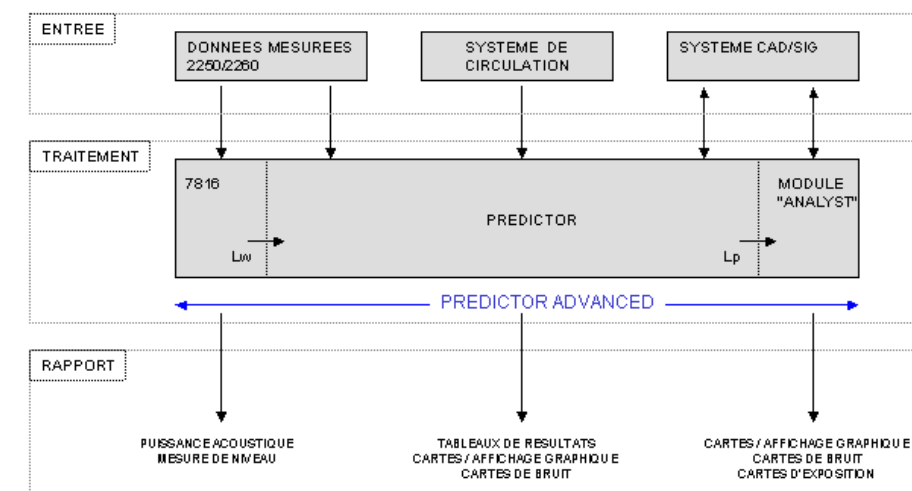 ENTREE
DONNEES MESUREES
2250/2260
SYSTEME DE
CIRCULATION
SYSTEME CAD/SIG
TRAITEMENT
7816
PREDICTOR
MODULE
"ANALYST"
Lw
Lp
PREDICTOR ADVANCED
RAPPORT
PUISSANCE ACOUSTIQUE
MESURE DE NIVEAU
TABLEAUX DE RESULTATS
CARTES / AFFICHAGE GRAPHIQUE
CARTES DE BRUIT
CARTES / AFFICHAGE GRAPHIQUE
CARTES DE BRUIT
CARTES D'EXPOSITION